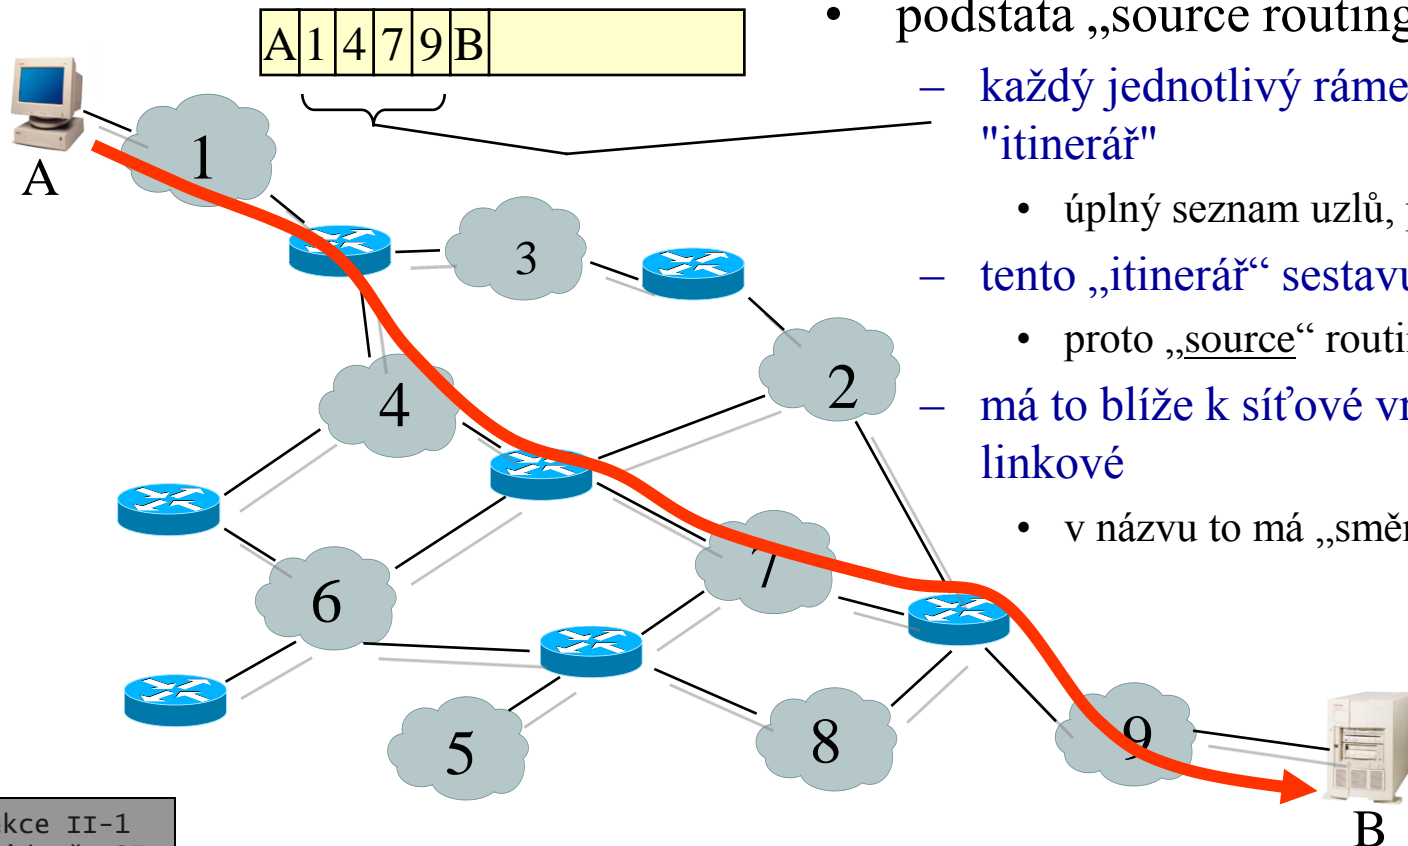 A 1 4 7 9 B
• podstata „source routing
– každý jednotlivý ráme
"itinerář"
• úplný seznam uzlů,
– tento „itinerář“ sestavu
• proto „source“ routi
– má to blíže k síťové vr
linkové
• v názvu to má „směr
A
1
3
2
4
7
6
5
8
9
B
kce II-1